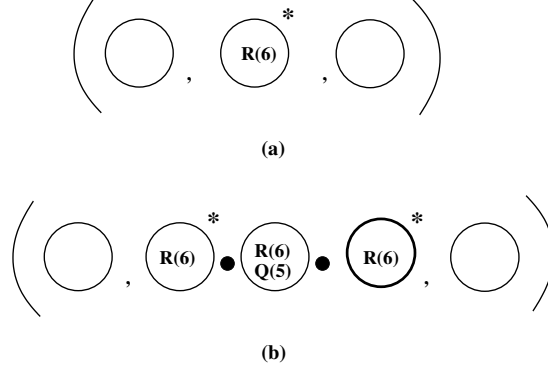 ( , R(6)* , )
(a)
( , R(6)* • R(6) Q(5) • R(6)* , )
(b)